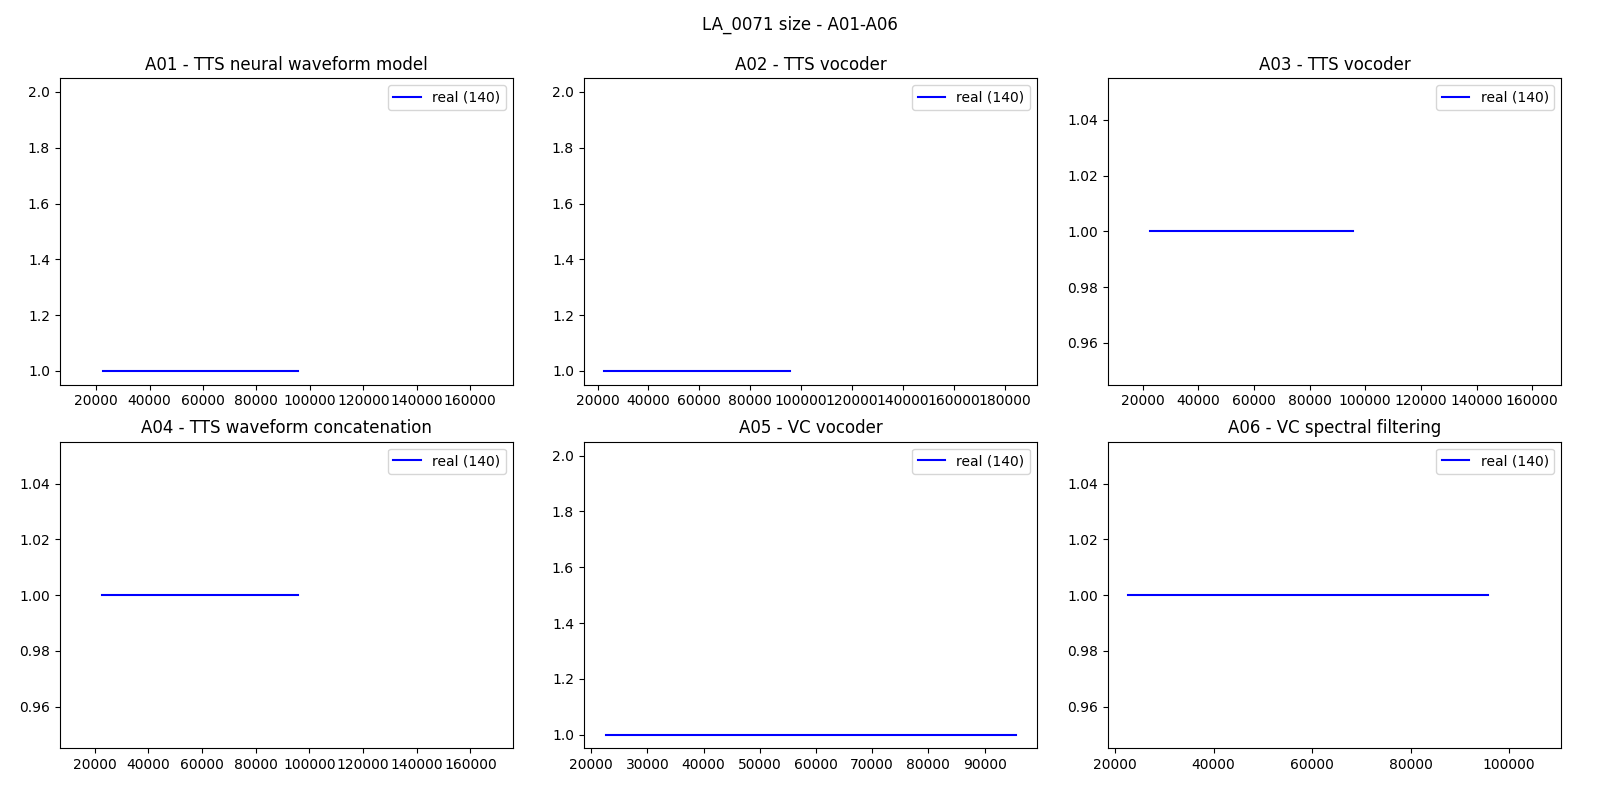 LA_0071 size - A01-A06
A01 - TTS neural waveform model
real (140)
2.0
1.8
1.6
1.4
1.2
1.0
20000 40000 60000 80000 100000 120000 140000 160000
A02 - TTS vocoder
real (140)
2.0
1.8
1.6
1.4
1.2
1.0
20000 40000 60000 80000 100000 120000 140000 160000 180000
A03 - TTS vocoder
real (140)
1.04
1.02
1.00
0.98
0.96
20000 40000 60000 80000 100000 120000 140000 160000
A04 - TTS waveform concatenation
real (140)
1.04
1.02
1.00
0.98
0.96
20000 40000 60000 80000 100000 120000 140000 160000
A05 - VC vocoder
real (140)
2.0
1.8
1.6
1.4
1.2
1.0
20000 30000 40000 50000 60000 70000 80000 90000
A06 - VC spectral filtering
real (140)
1.04
1.02
1.00
0.98
0.96
20000 40000 60000 80000 100000